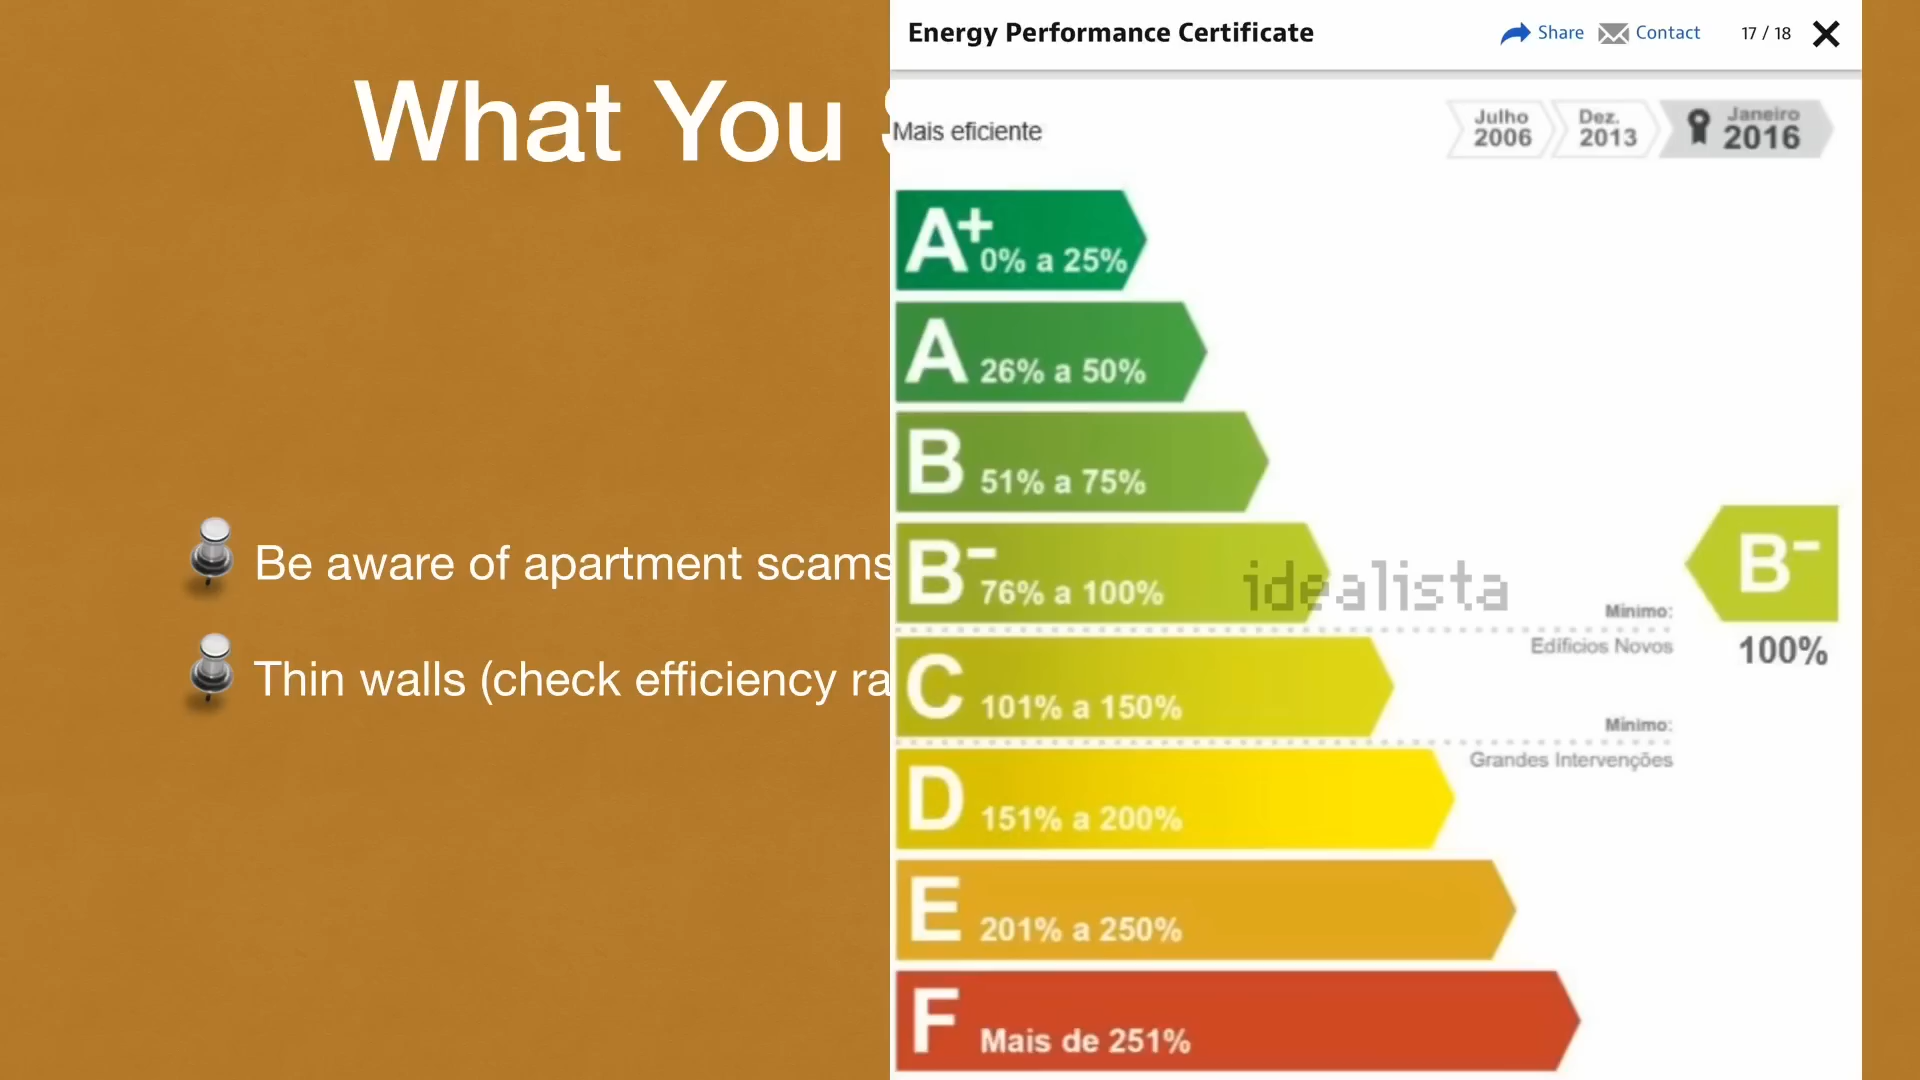 What You
Be aware of apartment scams
Thin walls (check efficiency ra
Energy Performance Certificate
Share
Contact
17 / 18
Mais eficiente
Julho
2006
Dez.
2013
Janeiro
2016
A+ 0% a 25%
A 26% a 50%
B 51% a 75%
B- 76% a 100%
idealista
B-
100%
Mínimo:
Edifícios Novos
C 101% a 150%
Mínimo:
Grandes Intervenções
D 151% a 200%
E 201% a 250%
F Mais de 251%